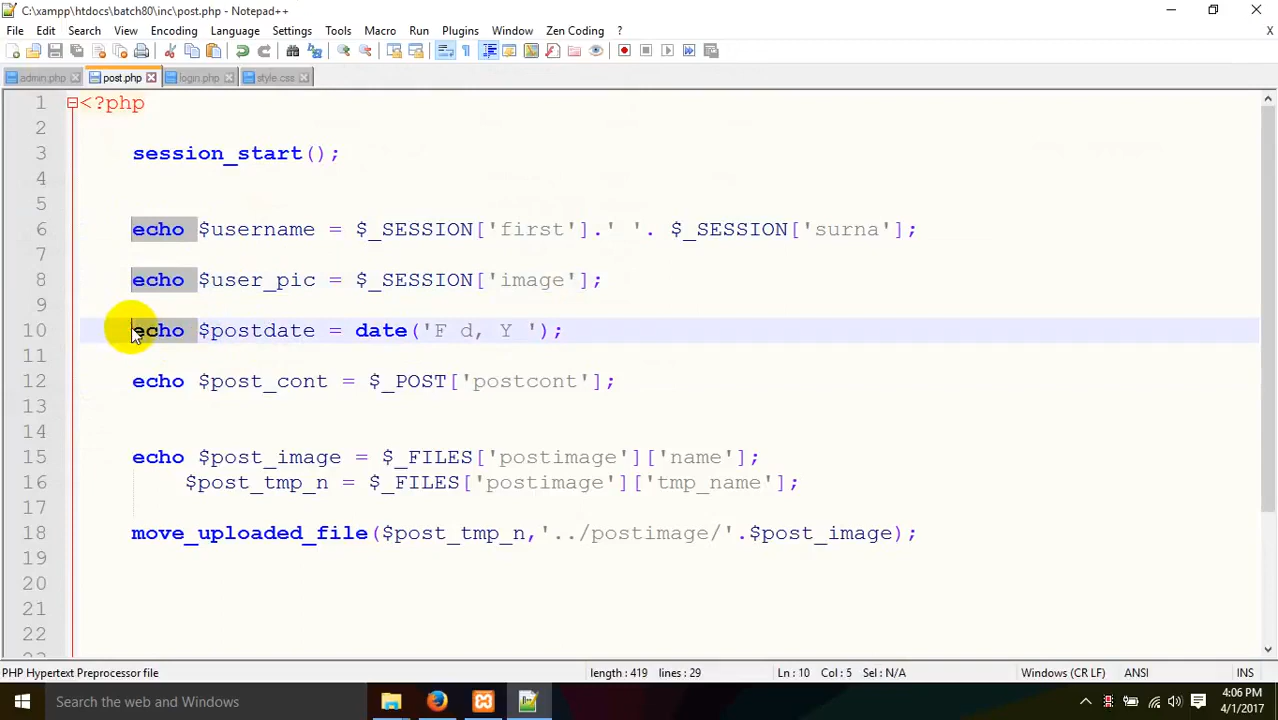 C:\xampp\htdocs\batch80\inc\post.php - Notepad++
File Edit Search View Encoding Language Settings Macro Run Plugins Window Zen Coding ?
X
admin.php post.php login.php style.css
1 <?php
2
3 session_start();
4
5
6 echo $username = $_SESSION['first'].' '. $_SESSION['surna'];
7
8 echo $user_pic = $_SESSION['image'];
9
10 echo $postdate = date('F d, Y ');
11
12 echo $post_cont = $_POST['postcont'];
13
14
15 echo $post_image = $_FILES['postimage']['name'];
16 $post_tmp_n = $_FILES['postimage']['tmp_name'];
17
18 move_uploaded_file($post_tmp_n,'../postimage/'.$post_image);
19
20
21
22
PHP Hypertext Preprocessor file length : 419 lines : 29 Ln : 10 Col : 5 Sel : N/A Windows (CR LF) ANSI INS
Search the web and Windows
4:06 PM
4/1/2017